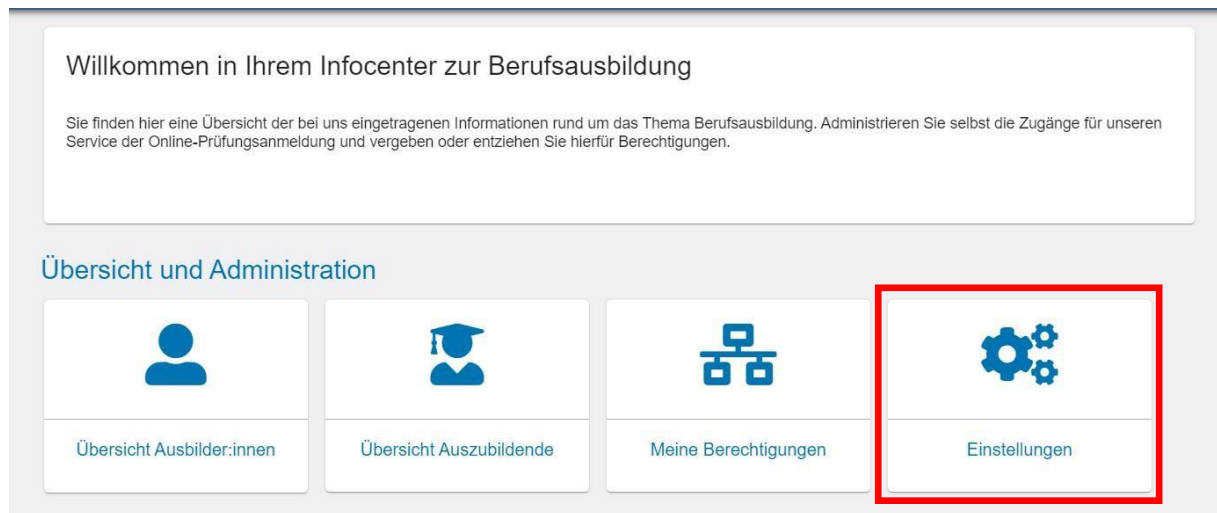 Willkommen in Ihrem Infocenter zur Berufsausbildung
Sie finden hier eine Übersicht der bei uns eingetragenen Informationen rund um das Thema Berufsausbildung. Administrieren Sie selbst die Zugänge für unseren
Service der Online-Prüfungsanmeldung und vergeben oder entziehen Sie hierfür Berechtigungen.
Übersicht und Administration
Übersicht Ausbilder:innen
Übersicht Auszubildende
Meine Berechtigungen
Einstellungen